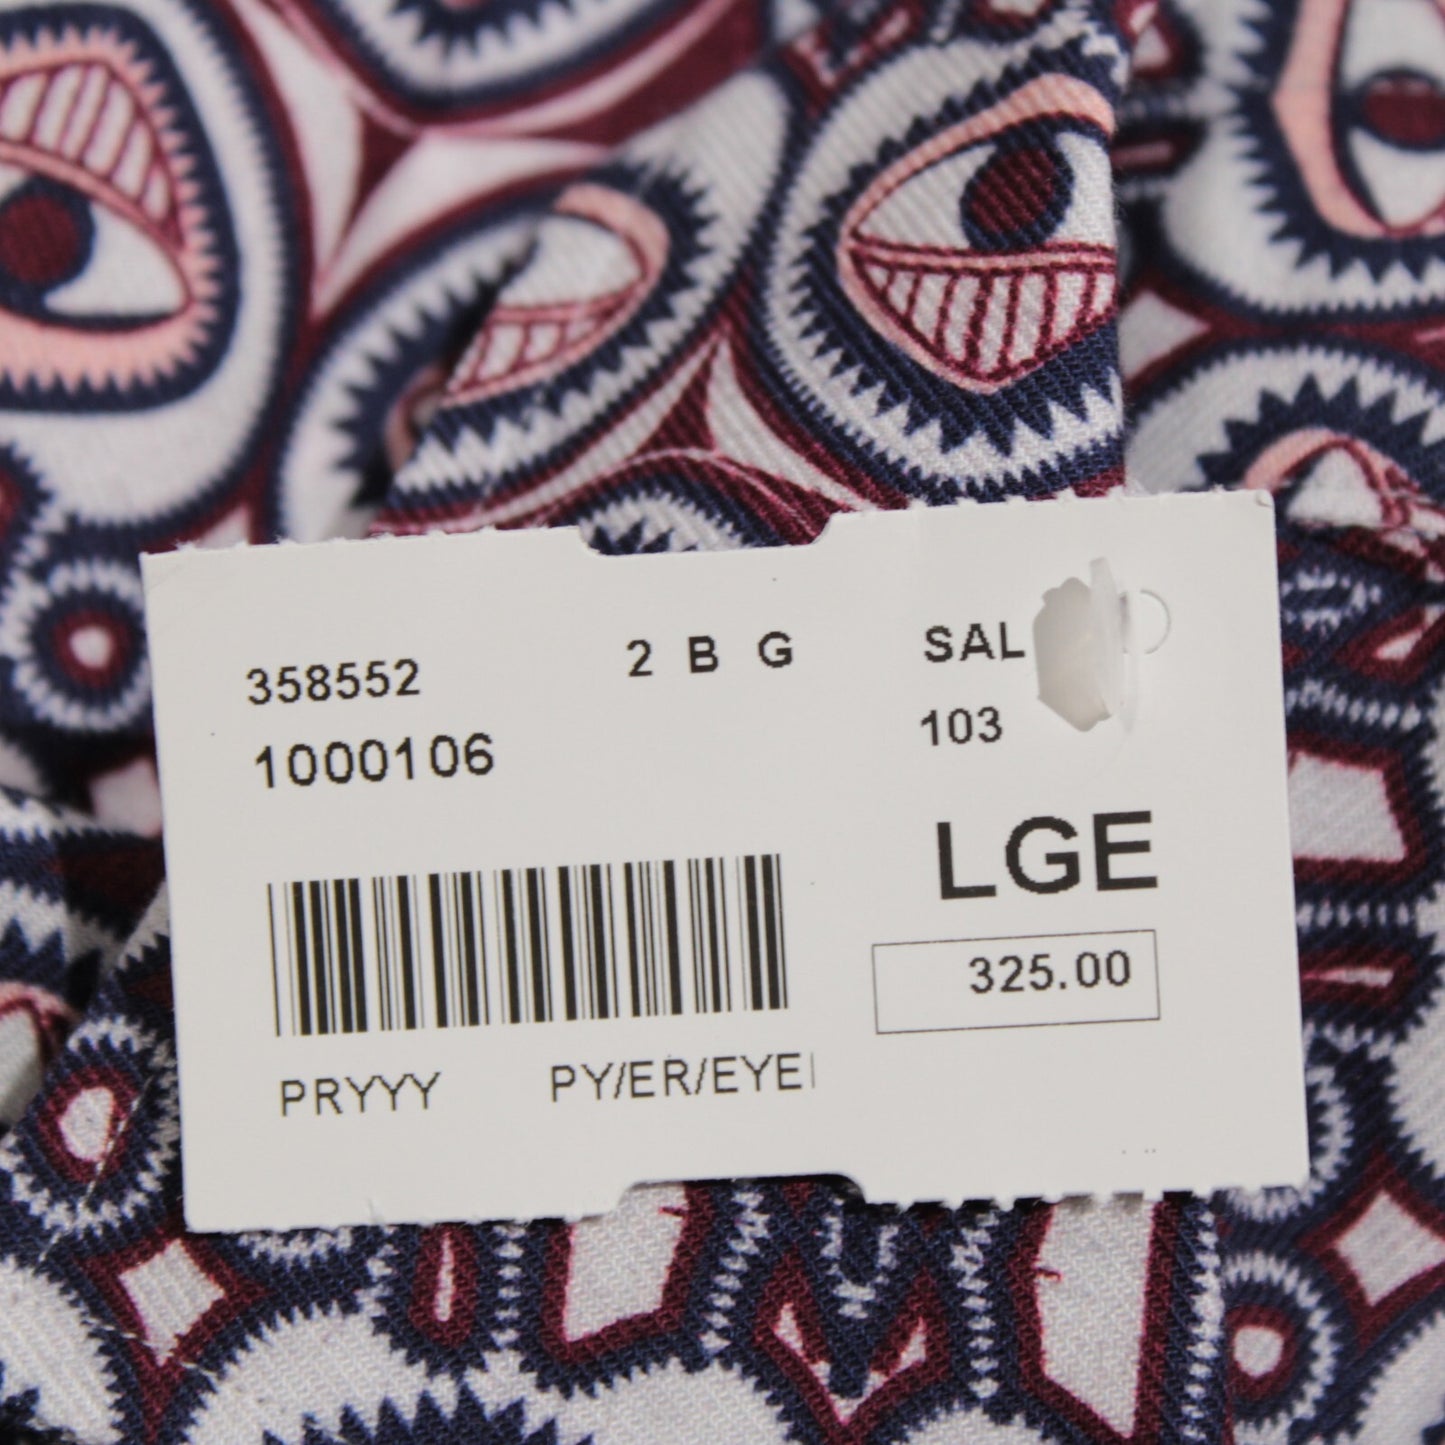 358552 2 B G SAL
1000106 103
LGE
325.00
PRYYY PY/ER/EYE